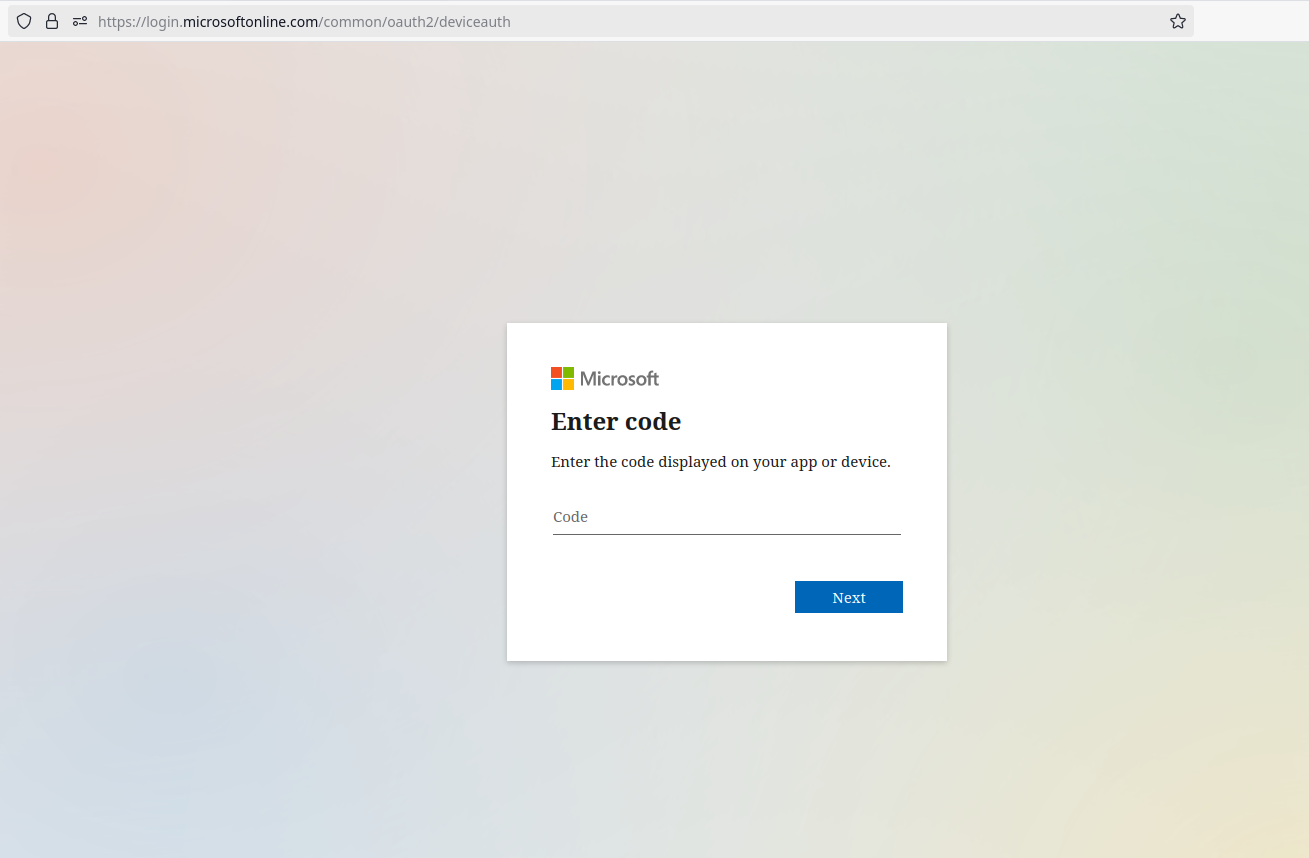 https://login.microsoftonline.com/common/oauth2/deviceauth
Microsoft
Enter code
Enter the code displayed on your app or device.
Code
Next